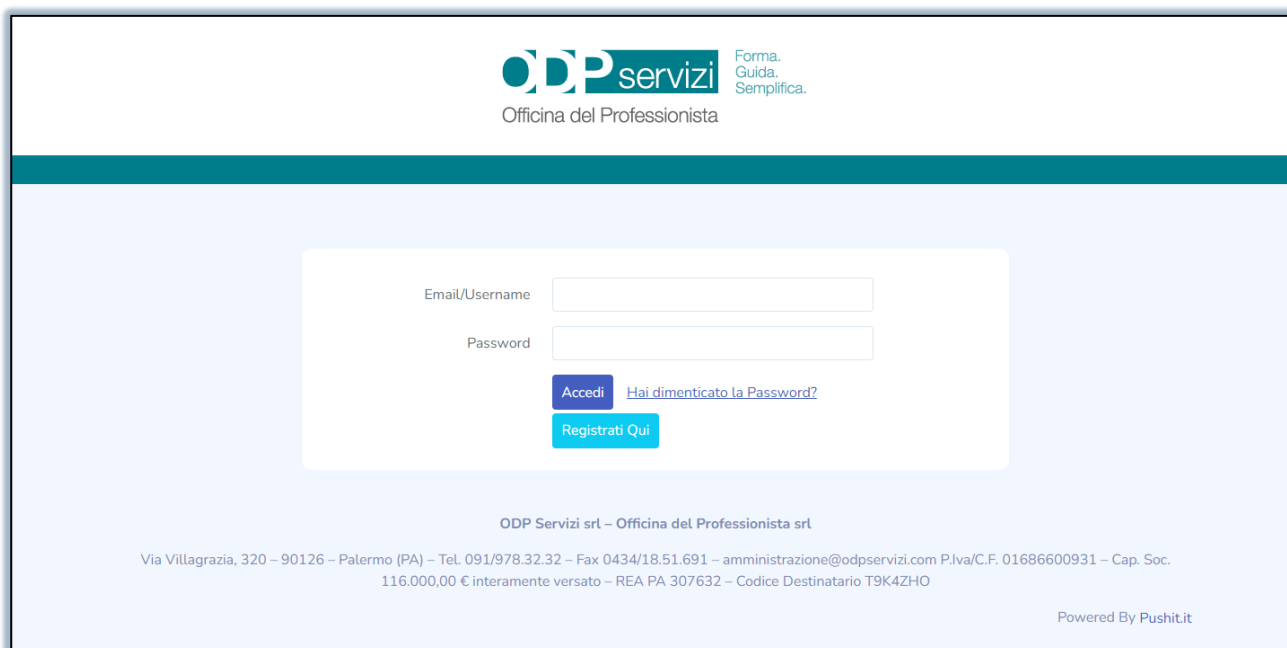 ODP servizi
Forma.
Guida.
Semplifica.
Officina del Professionista
Email/Username
Password
Accedi
Hai dimenticato la Password?
Registrati Qui
ODP Servizi srl – Officina del Professionista srl
Via Villagrazia, 320 – 90126 – Palermo (PA) – Tel. 091/978.32.32 – Fax 0434/18.51.691 – amministrazione@odpservizi.com P.Iva/C.F. 01686600931 – Cap. Soc.
116.000,00 € interamente versato – REA PA 307632 – Codice Destinatario T9K4ZHO
Powered By Pushit.it